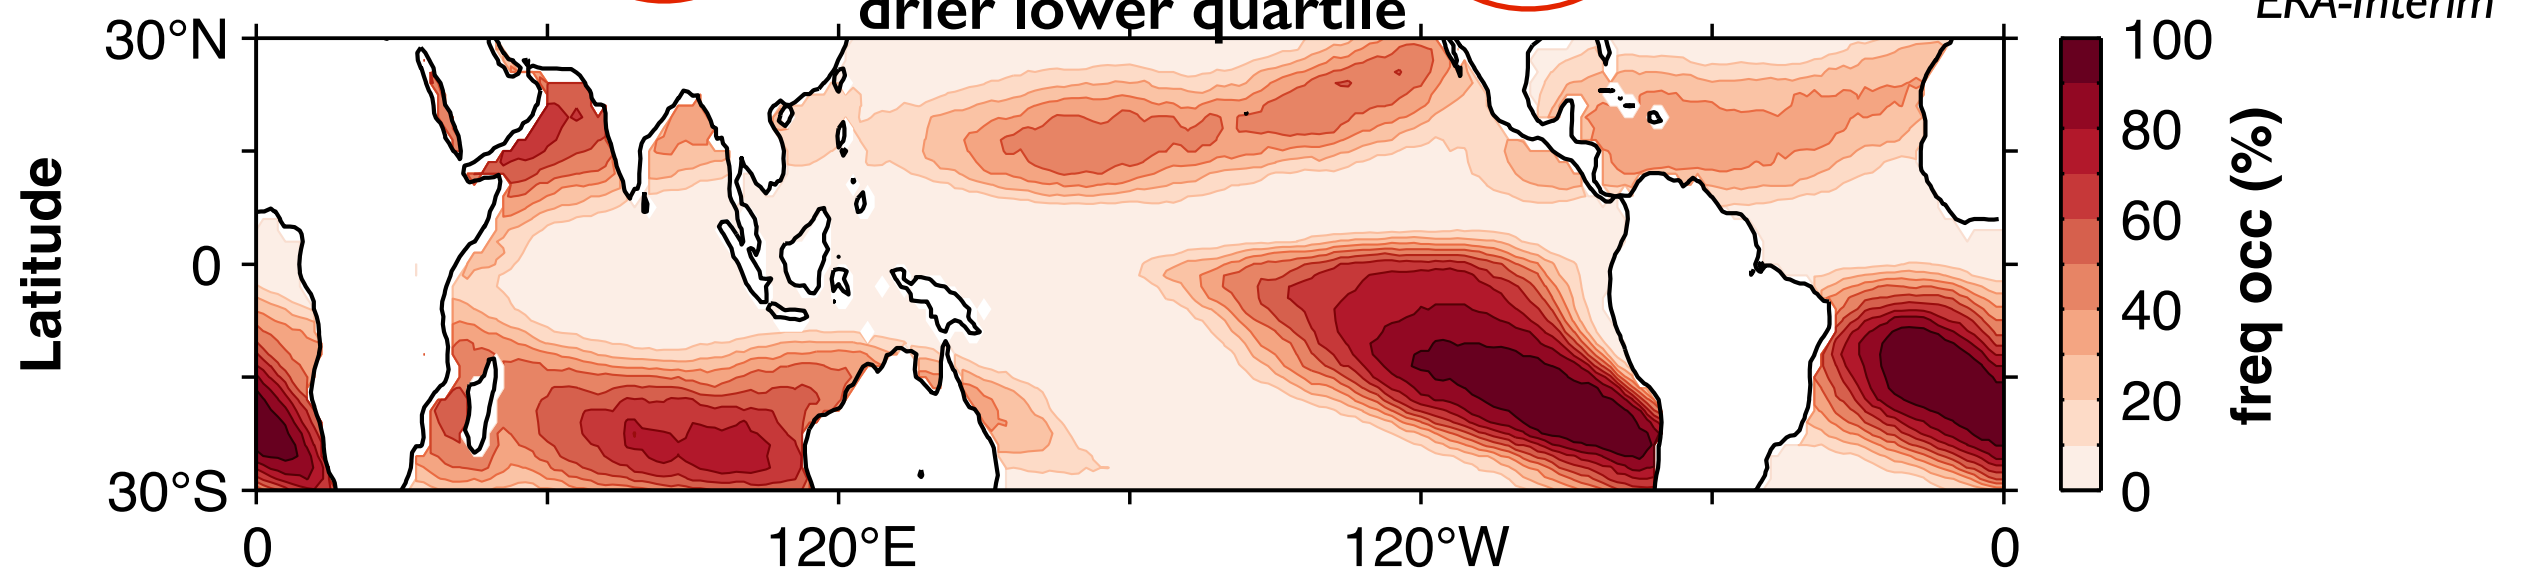 drier lower quartile
ERA-Interim
30°N
0
30°S
Latitude
0
120°E
120°W
0
100
80
60
40
20
0
freq occ (%)